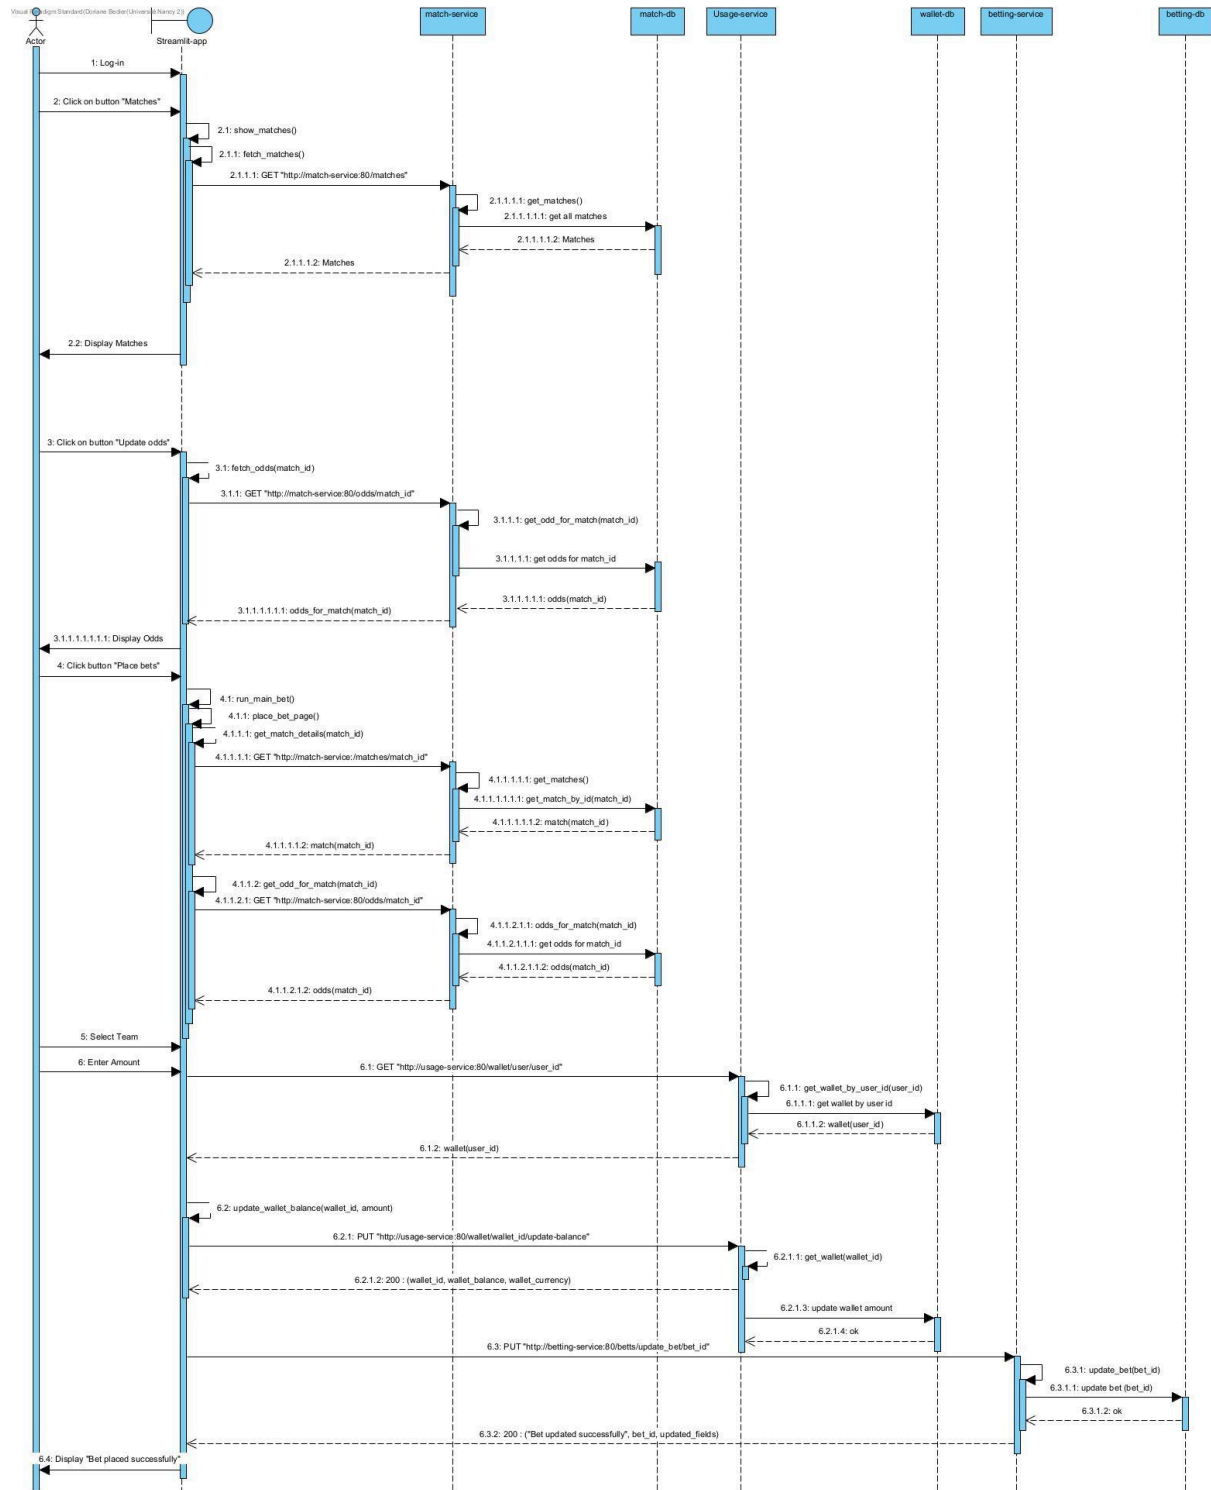 Visual Paradigm Standard(Doriane Bedier(Université Nancy 2))
Actor
Streamlit-app
match-service
match-db
Usage-service
wallet-db
betting-service
betting-db
1: Log-in
2: Click on button "Matches"
2.1: show_matches()
2.1.1: fetch_matches()
2.1.1.1: GET "http://match-service:80/matches"
2.1.1.1.1: get_matches()
2.1.1.1.1.1: get all matches
2.1.1.1.1.2: Matches
2.1.1.1.2: Matches
2.2: Display Matches
3: Click on button "Update odds"
3.1: fetch_odds(match_id)
3.1.1: GET "http://match-service:80/odds/match_id"
3.1.1.1: get_odd_for_match(match_id)
3.1.1.1.1: get odds for match_id
3.1.1.1.1.1: odds(match_id)
3.1.1.1.1.1.1: odds_for_match(match_id)
3.1.1.1.1.1.1.1: Display Odds
4: Click button "Place bets"
4.1: run_main_bet()
4.1.1: place_bet_page()
4.1.1.1: get_match_details(match_id)
4.1.1.1.1: GET "http://match-service:/matches/match_id"
4.1.1.1.1.1: get_matches()
4.1.1.1.1.1.1: get_match_by_id(match_id)
4.1.1.1.1.1.2: match(match_id)
4.1.1.1.1.2: match(match_id)
4.1.1.2: get_odd_for_match(match_id)
4.1.1.2.1: GET "http://match-service:80/odds/match_id"
4.1.1.2.1.1: odds_for_match(match_id)
4.1.1.2.1.1.1: get odds for match_id
4.1.1.2.1.1.2: odds(match_id)
4.1.1.2.1.2: odds(match_id)
5: Select Team
6: Enter Amount
6.1: GET "http://usage-service:80/wallet/user/user_id"
6.1.1: get_wallet_by_user_id(user_id)
6.1.1.1: get wallet by user id
6.1.1.2: wallet(user_id)
6.1.2: wallet(user_id)
6.2: update_wallet_balance(wallet_id, amount)
6.2.1: PUT "http://usage-service:80/wallet/wallet_id/update-balance"
6.2.1.1: get_wallet(wallet_id)
6.2.1.2: 200 : (wallet_id, wallet_balance, wallet_currency)
6.2.1.3: update wallet amount
6.2.1.4: ok
6.3: PUT "http://betting-service:80/betts/update_bet/bet_id"
6.3.1: update_bet(bet_id)
6.3.1.1: update bet (bet_id)
6.3.1.2: ok
6.3.2: 200 : ("Bet updated successfully", bet_id, updated_fields)
6.4: Display "Bet placed successfully"